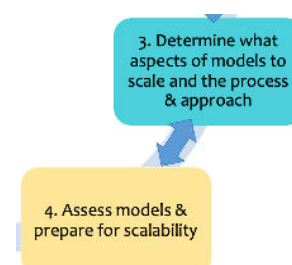 3. Determine what
aspects of models to
scale and the process
& approach
4. Assess models &
prepare for scalability